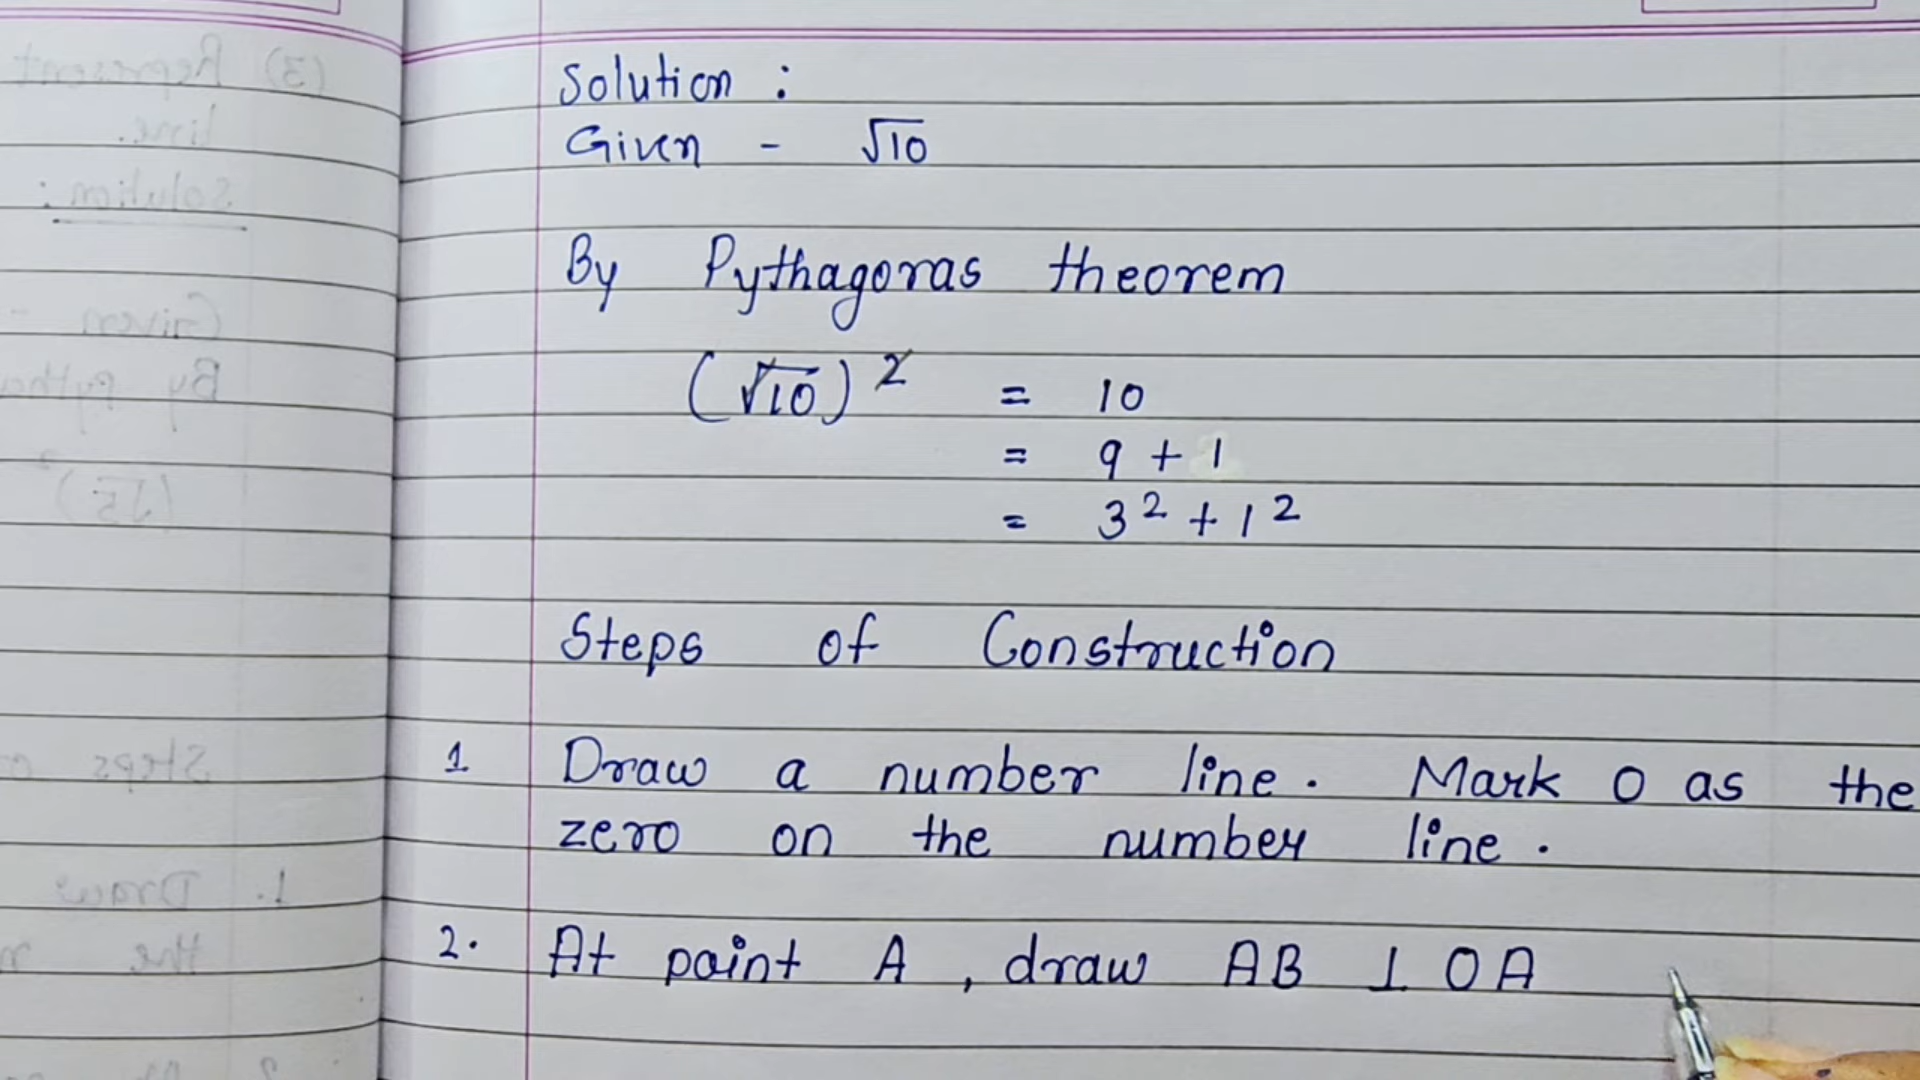 Solution :
Given - √10
By Pythagoras theorem
(√10)² = 10
= 9 + 1
= 3² + 1²
Steps of Construction
1 Draw a number line. Mark O as the
zero on the number line.
2. At point A, draw AB ⊥ OA